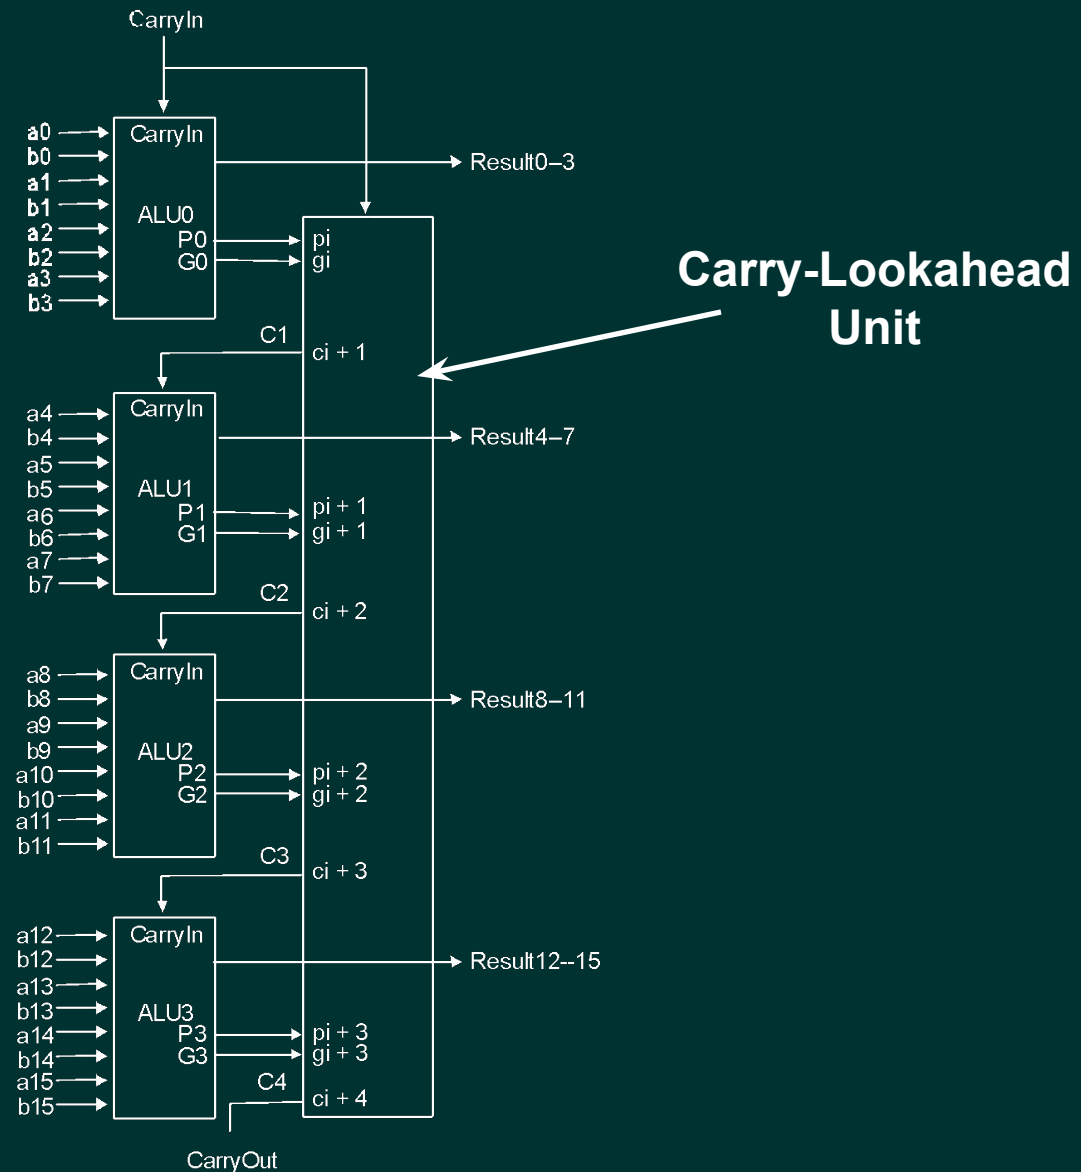 CarryIn
a0
b0
a1
b1
a2
b2
a3
b3
CarryIn
ALU0
P0
G0
Result0–3
pi
gi
Carry-Lookahead
Unit
C1
ci + 1
a4
b4
a5
b5
a6
b6
a7
b7
CarryIn
ALU1
P1
G1
Result4–7
pi + 1
gi + 1
C2
ci + 2
a8
b8
a9
b9
a10
b10
a11
b11
CarryIn
ALU2
P2
G2
Result8–11
pi + 2
gi + 2
C3
ci + 3
a12
b12
a13
b13
a14
b14
a15
b15
CarryIn
ALU3
P3
G3
Result12--15
pi + 3
gi + 3
C4
ci + 4
CarryOut